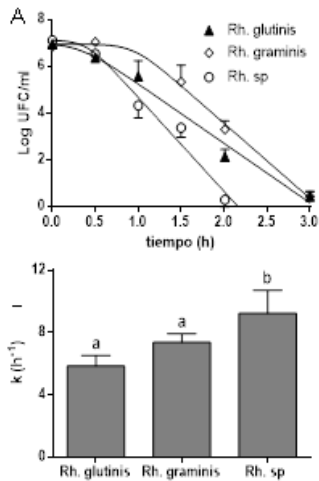 A
▲ Rh. glutinis
◇ Rh. graminis
○ Rh. sp
Log UFC/ml
8
6
4
2
0
0.0 0.5 1.0 1.5 2.0 2.5 3.0
tiempo (h)
k (h⁻¹)
12
8
4
0
a a b
Rh. glutinis Rh. graminis Rh. sp